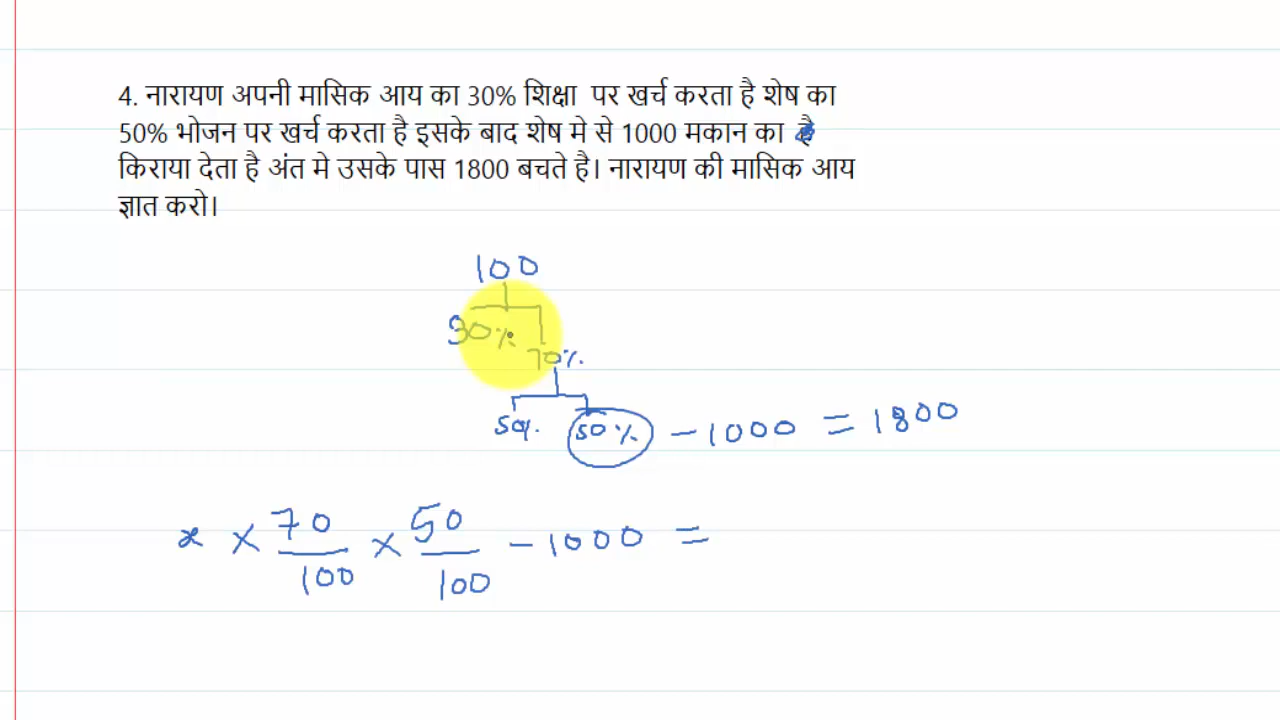 4. नारायण अपनी मासिक आय का 30% शिक्षा पर खर्च करता है शेष का
50% भोजन पर खर्च करता है इसके बाद शेष मे से 1000 मकान का है
किराया देता है अंत मे उसके पास 1800 बचते है। नारायण की मासिक आय
ज्ञात करो।
100
30%
70%
50% 50% - 1000 = 1800
x × 70/100 × 50/100 - 1000 =